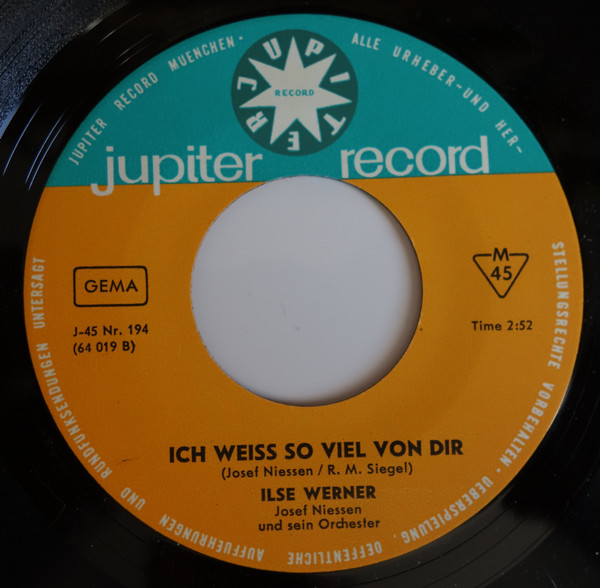 JUPITER RECORD MUENCHEN · ALLE URHEBER-UND HER-
STELLUNGSRECHTE VORBEHALTEN · UEBERSPIELUNG, OEFFENTLICHE AUFFUEHRUNGEN UND RUNDFUNKSENDUNGEN UNTERSAGT
JUPITER
RECORD
jupiter record
GEMA
M
45
J-45 Nr. 194
(64 019 B)
Time 2:52
ICH WEISS SO VIEL VON DIR
(Josef Niessen / R. M. Siegel)
ILSE WERNER
Josef Niessen
und sein Orchester